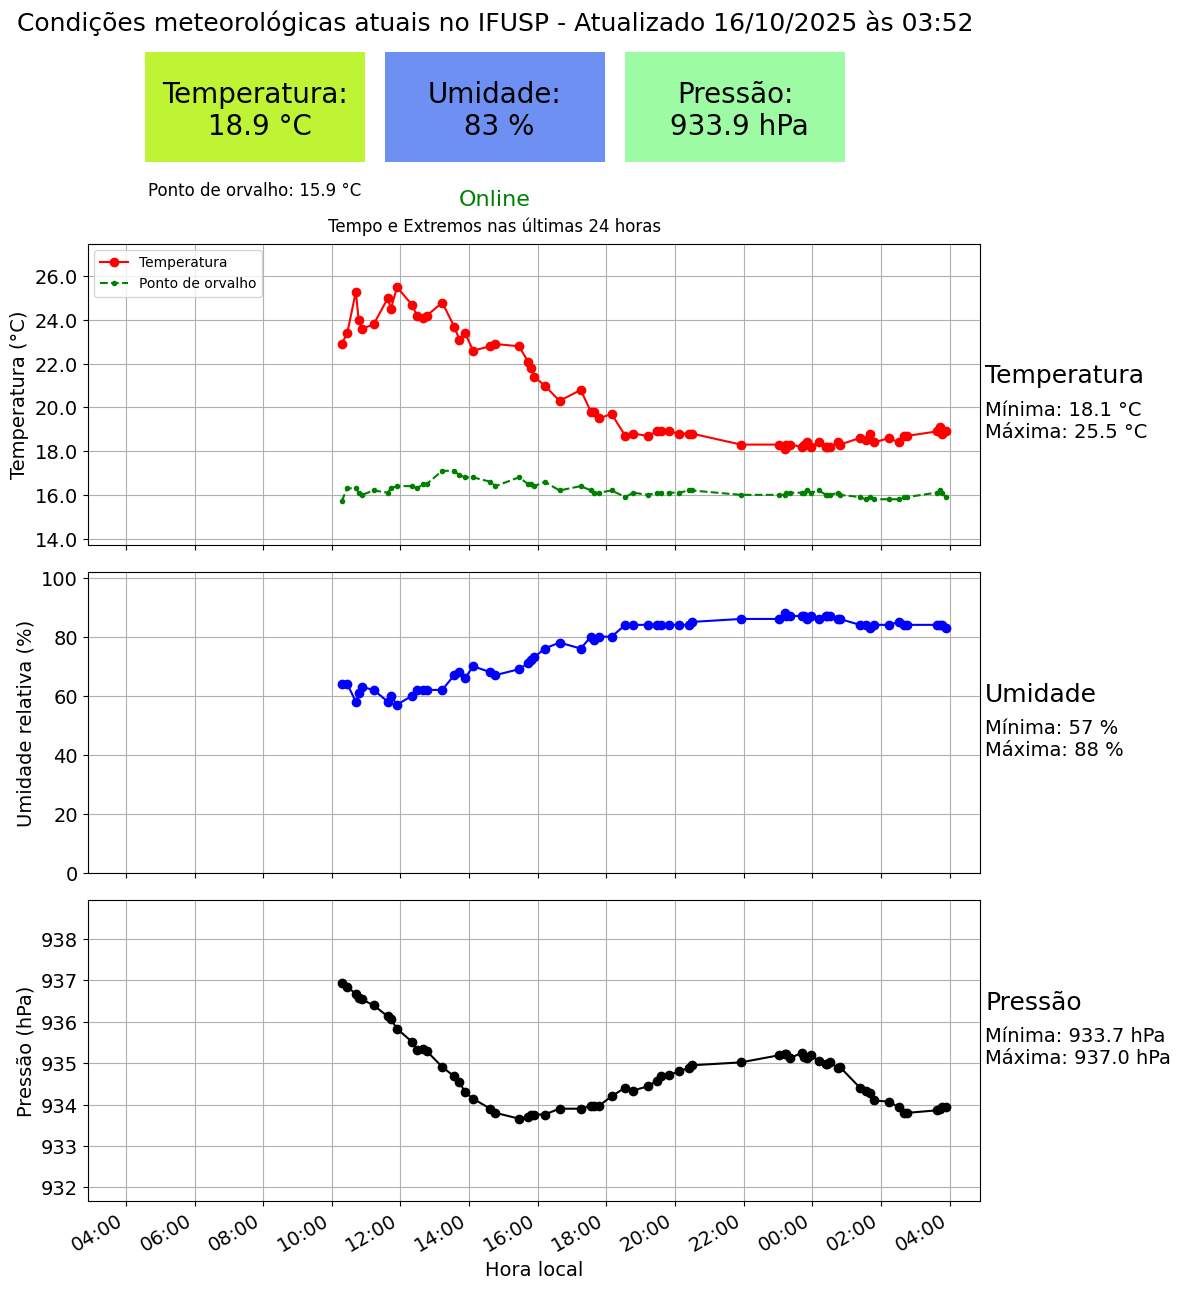 Condições meteorológicas atuais no IFUSP - Atualizado 16/10/2025 às 03:52
Temperatura:
18.9 °C
Umidade:
83 %
Pressão:
933.9 hPa
Ponto de orvalho: 15.9 °C
Online
Tempo e Extremos nas últimas 24 horas
Temperatura
Ponto de orvalho
Temperatura (°C)
26.0
24.0
22.0
20.0
18.0
16.0
14.0
Temperatura
Mínima: 18.1 °C
Máxima: 25.5 °C
Umidade relativa (%)
100
80
60
40
20
0
Umidade
Mínima: 57 %
Máxima: 88 %
Pressão (hPa)
938
937
936
935
934
933
932
Pressão
Mínima: 933.7 hPa
Máxima: 937.0 hPa
04:00
06:00
08:00
10:00
12:00
14:00
16:00
18:00
20:00
22:00
00:00
02:00
04:00
Hora local